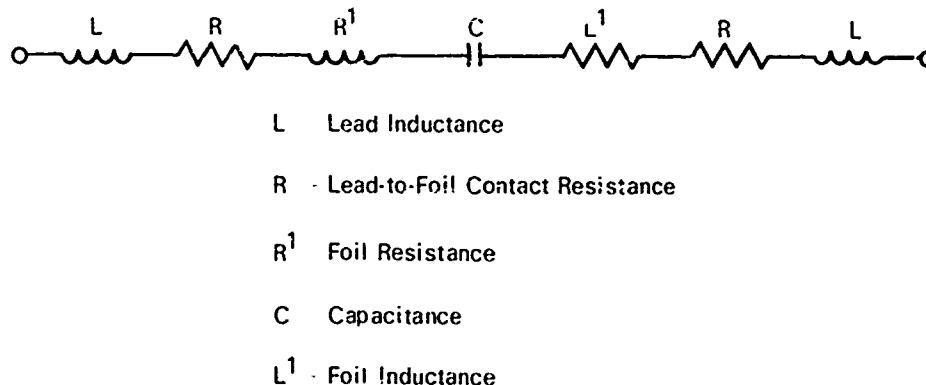 L R R¹ C L¹ R L
L Lead Inductance
R - Lead-to-Foil Contact Resistance
R¹ Foil Resistance
C Capacitance
L¹ - Foil Inductance